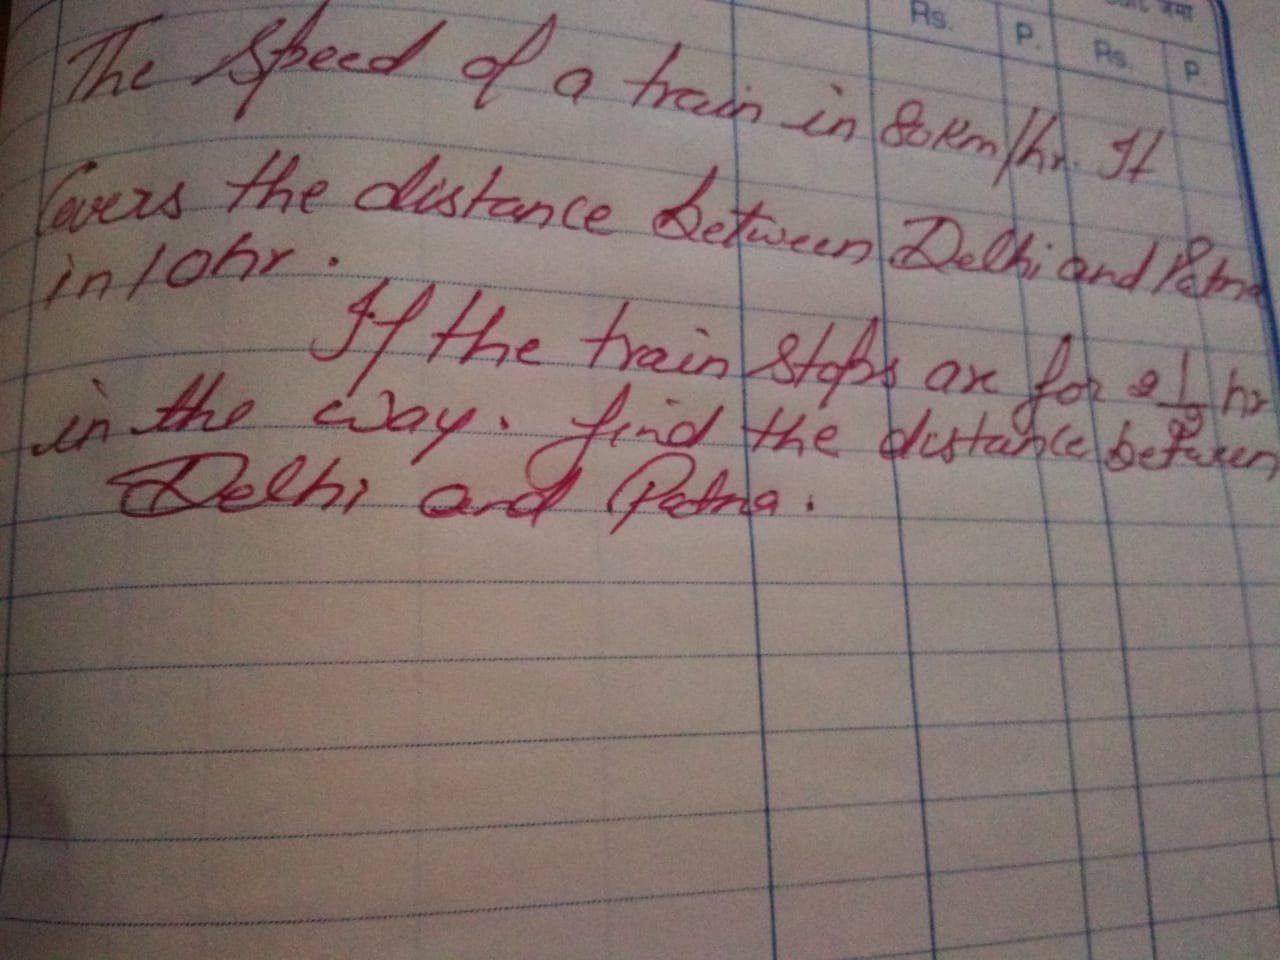 Rs. P. जमा
Rs. P.
The Speed of a train in 80km/hr. It
Covers the distance between Delhi and Patna
in 10hr.
If the train stops are for 2 1/2 hr
in the way. find the distance between
Delhi and Patna.